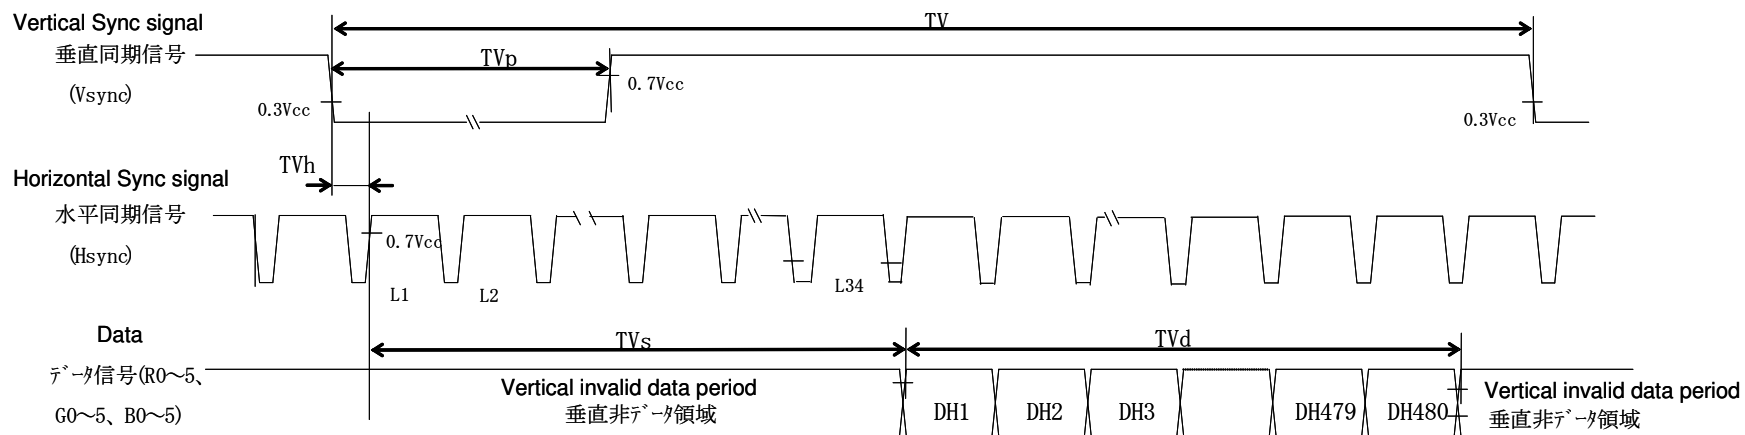 Vertical Sync signal
垂直同期信号
(Vsync)
TV
TVp
0.7Vcc
0.3Vcc
0.3Vcc
TVh
Horizontal Sync signal
水平同期信号
(Hsync)
0.7Vcc
L1
L2
L34
Data
データ信号(R0～5、
G0～5、B0～5)
TVs
TVd
Vertical invalid data period
垂直非データ領域
DH1
DH2
DH3
DH479
DH480
Vertical invalid data period
垂直非データ領域